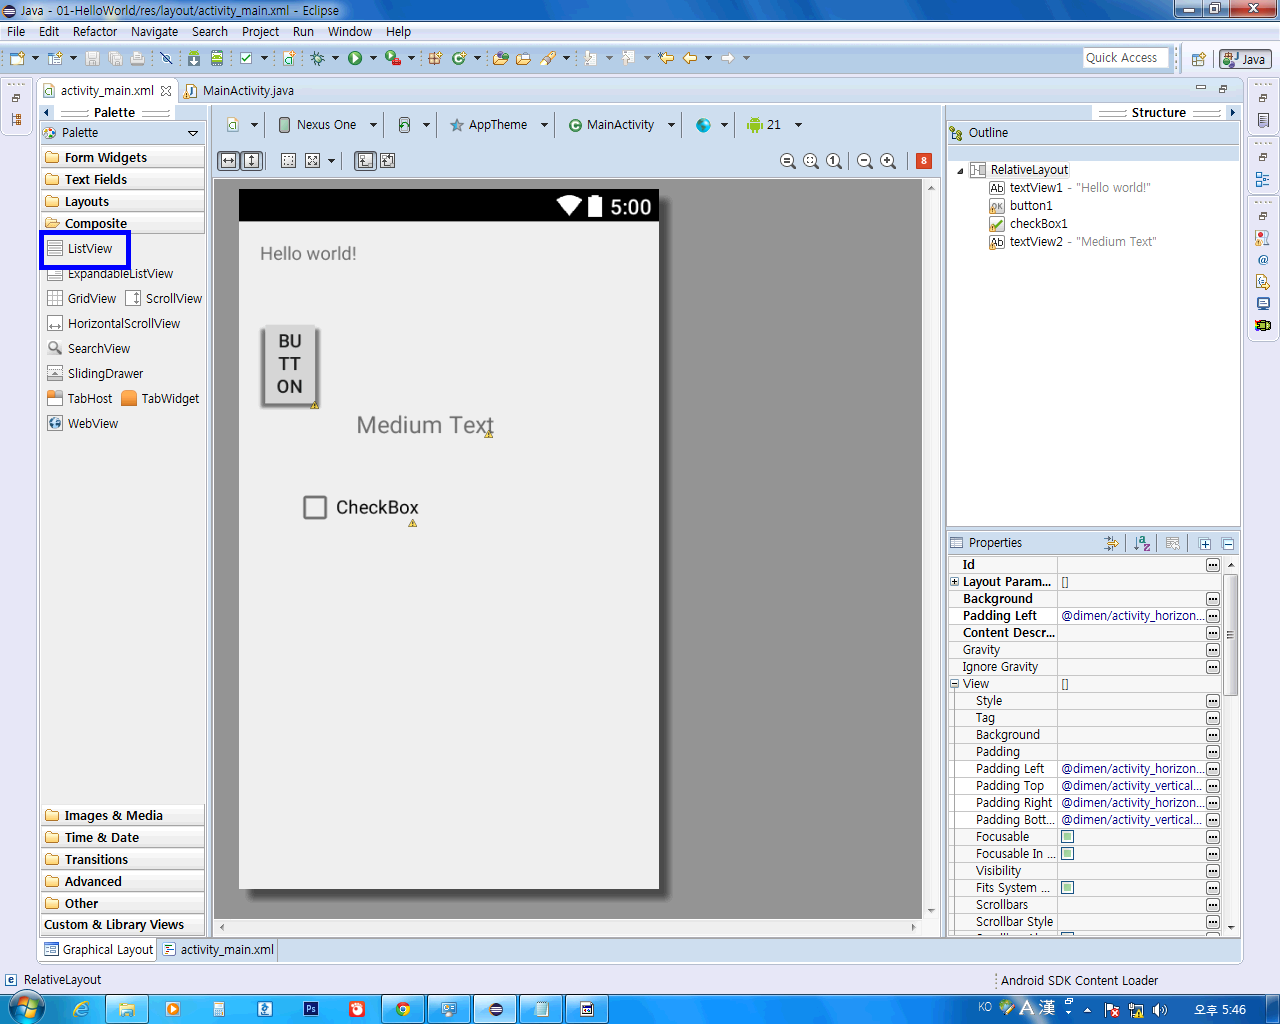 Java - 01-HelloWorld/res/layout/activity_main.xml - Eclipse
File Edit Refactor Navigate Search Project Run Window Help
Quick Access
Java
activity_main.xml
MainActivity.java
Palette
Palette
Form Widgets
Text Fields
Layouts
Composite
ListView
ExpandableListView
GridView ScrollView
HorizontalScrollView
SearchView
SlidingDrawer
TabHost TabWidget
WebView
Images & Media
Time & Date
Transitions
Advanced
Other
Custom & Library Views
Nexus One AppTheme MainActivity 21
8
5:00
Hello world!
BU
TT
ON
Medium Text
CheckBox
Structure
Outline
RelativeLayout
Ab textView1 - "Hello world!"
OK button1
checkBox1
Ab textView2 - "Medium Text"
Properties
Id
Layout Param... []
Background
Padding Left @dimen/activity_horizon...
Content Descr...
Gravity
Ignore Gravity
View []
Style
Tag
Background
Padding
Padding Left @dimen/activity_horizon...
Padding Top @dimen/activity_vertical...
Padding Right @dimen/activity_horizon...
Padding Bott... @dimen/activity_vertical...
Focusable
Focusable In ...
Visibility
Fits System ...
Scrollbars
Scrollbar Style
Graphical Layout
activity_main.xml
RelativeLayout
Android SDK Content Loader
Ps
KO A 漢
오후 5:46